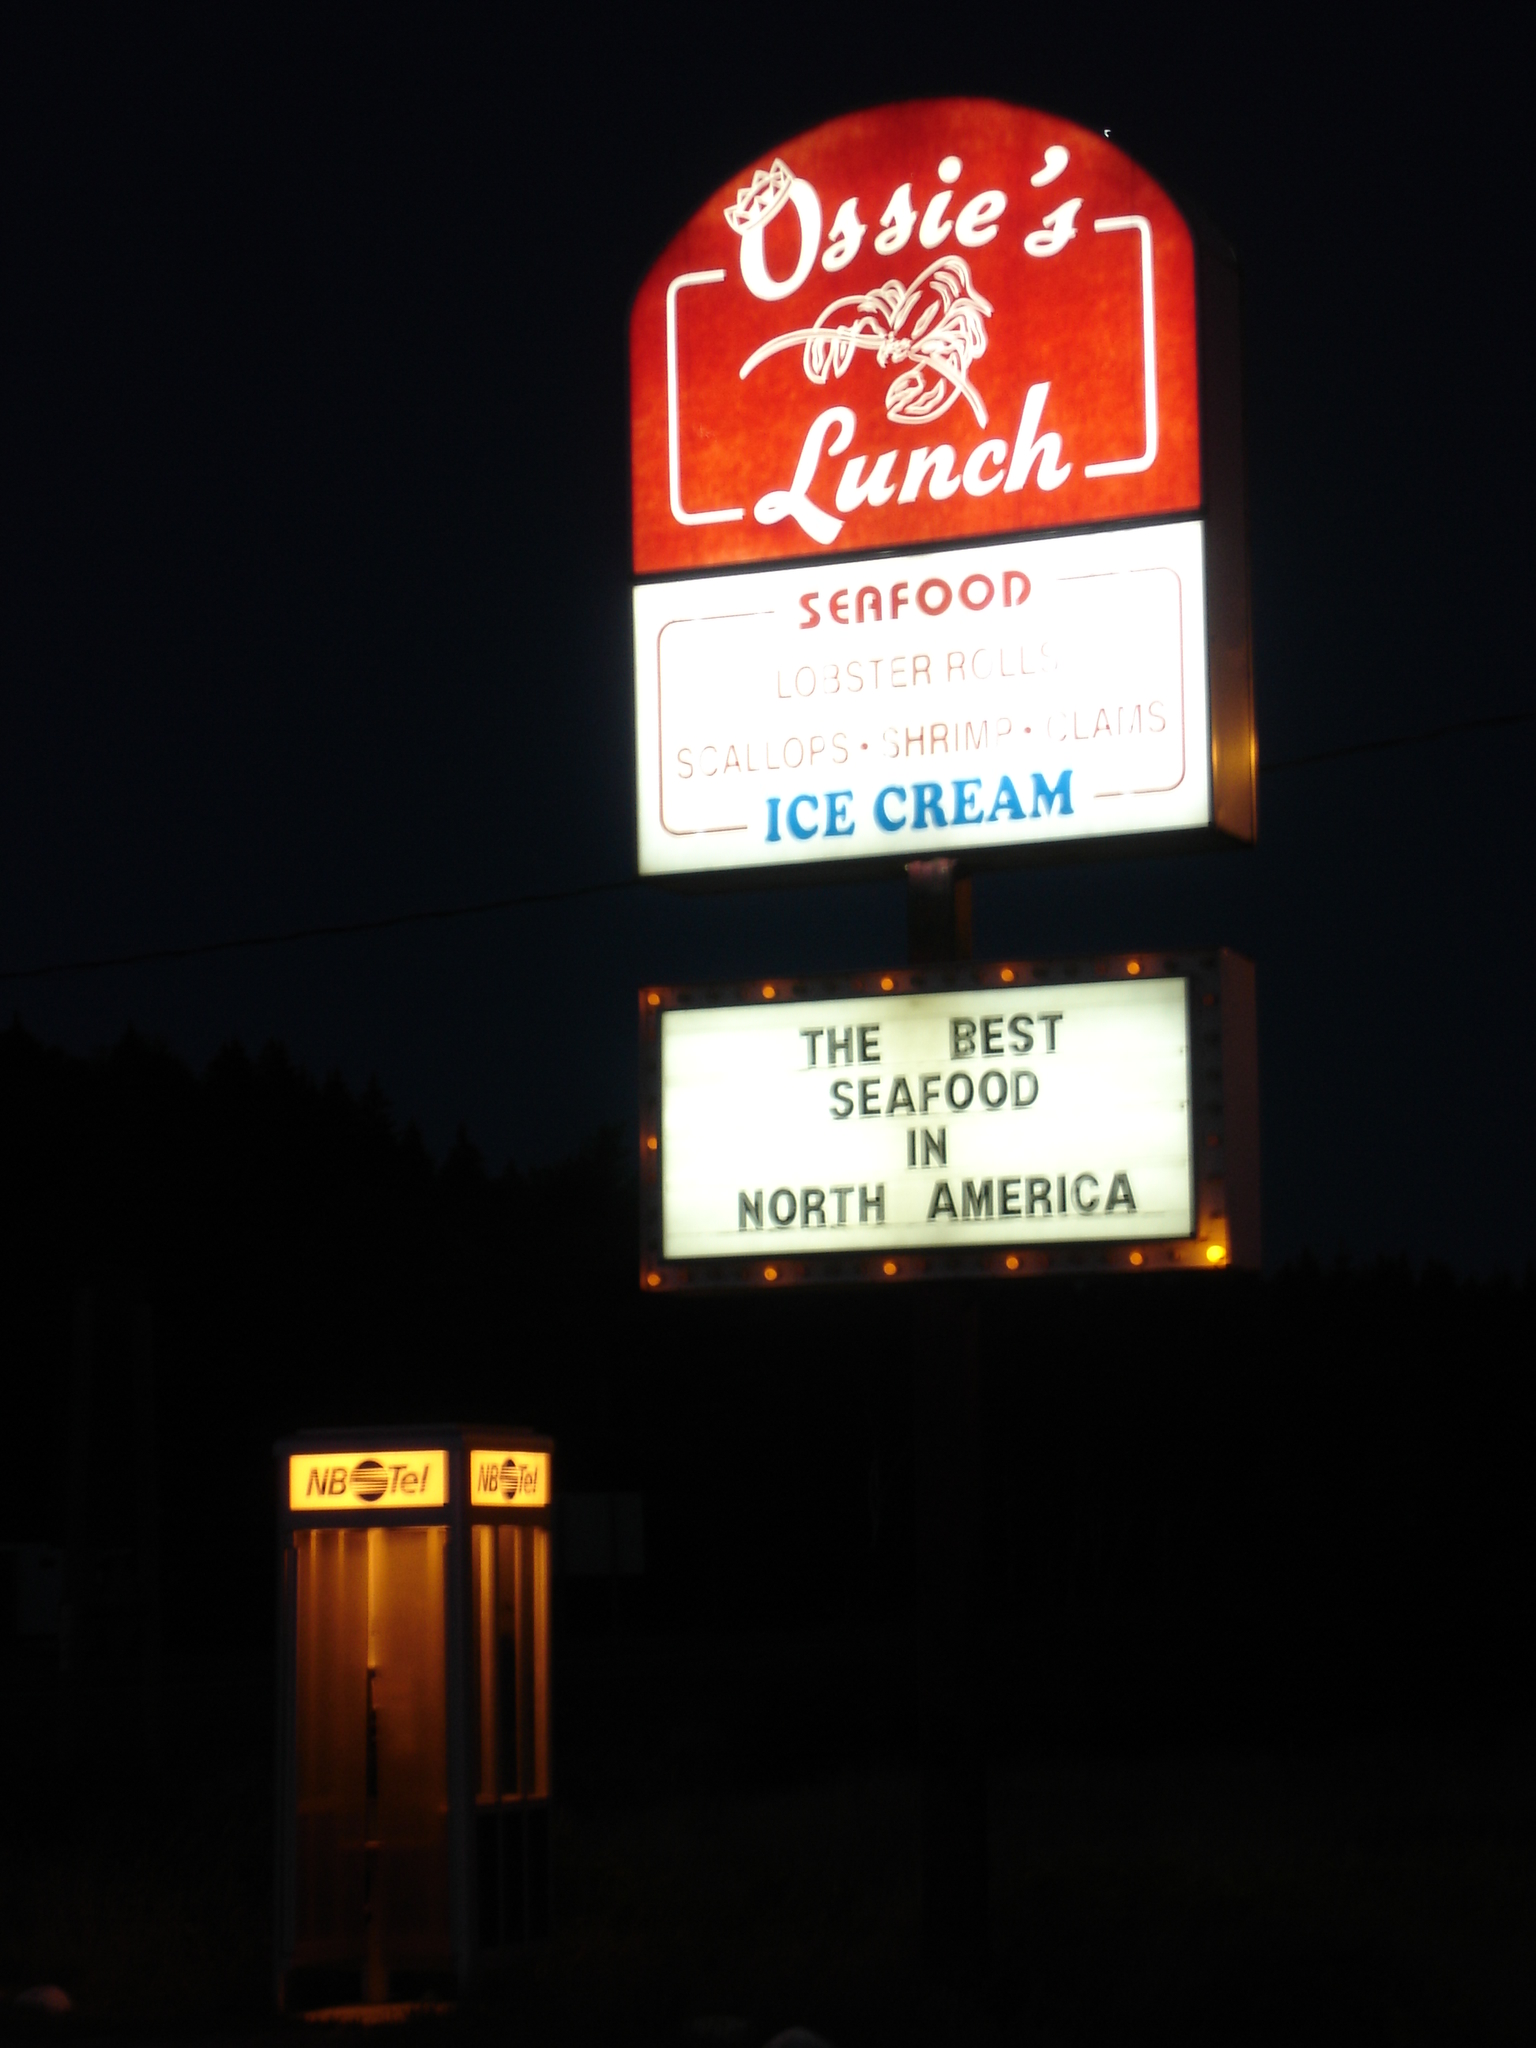 Ossie's
Lunch
SEAFOOD
LOBSTER ROLLS
SCALLOPS • SHRIMP • CLAMS
ICE CREAM
THE BEST
SEAFOOD
IN
NORTH AMERICA
NB Tel
NB Tel